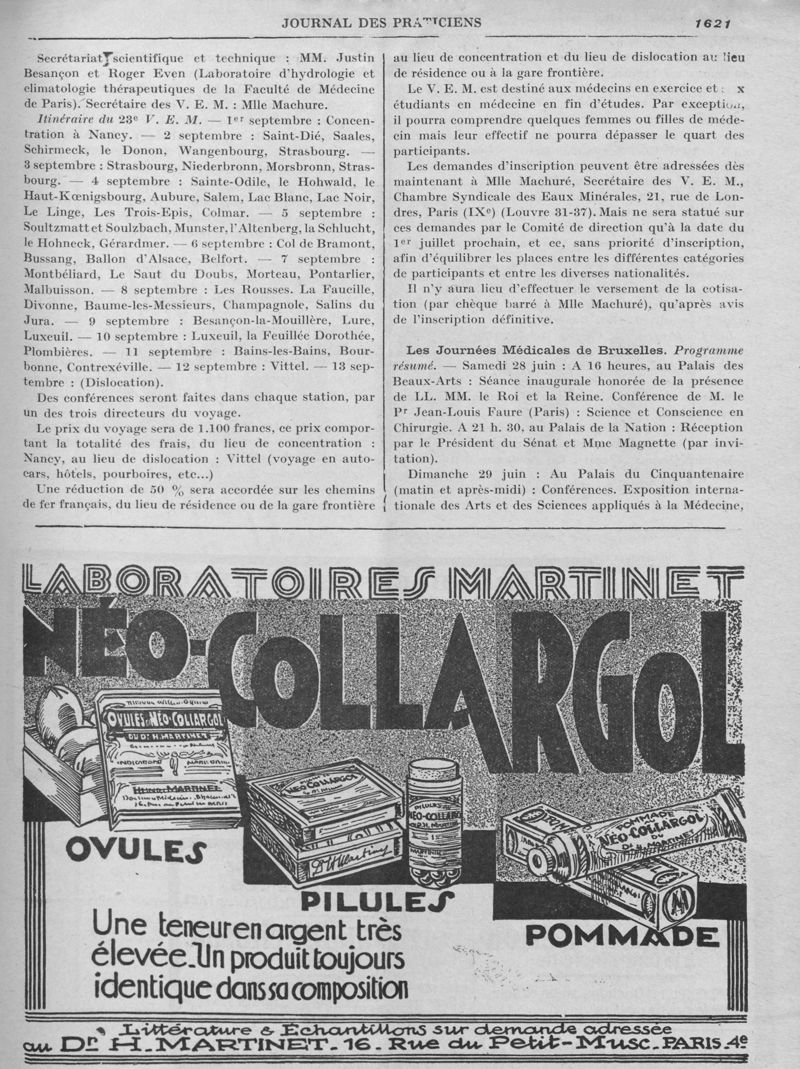 JOURNAL DES PRATICIENS
1621
Secrétariat scientifique et technique : MM. Justin
Besançon et Roger Even (Laboratoire d'hydrologie et
climatologie thérapeutiques de la Faculté de Médecine
de Paris). Secrétaire des V. E. M. : Mlle Machure.
Itinéraire du 23e V. E. M. — 1er septembre : Concen-
tration à Nancy. — 2 septembre : Saint-Dié, Saales,
Schirmeck, le Donon, Wangenbourg, Strasbourg. —
3 septembre : Strasbourg, Niederbronn, Morsbronn, Stras-
bourg. — 4 septembre : Sainte-Odile, le Hohwald, le
Haut-Kœnigsbourg, Aubure, Salem, Lac Blanc, Lac Noir,
Le Linge, Les Trois-Epis, Colmar. — 5 septembre :
Soultzmatt et Soulzbach, Munster, l'Altenberg, la Schlucht,
le Hohneck, Gérardmer. — 6 septembre : Col de Bramont,
Bussang, Ballon d'Alsace, Belfort. — 7 septembre :
Montbéliard, Le Saut du Doubs, Morteau, Pontarlier,
Malbuisson. — 8 septembre : Les Rousses. La Faucille,
Divonne, Baume-les-Messieurs, Champagnole, Salins du
Jura. — 9 septembre : Besançon-la-Mouillère, Lure,
Luxeuil. — 10 septembre : Luxeuil, la Feuillée Dorothée,
Plombières. — 11 septembre : Bains-les-Bains, Bour-
bonne, Contrexéville. — 12 septembre : Vittel. — 13 sep-
tembre : (Dislocation).
Des conférences seront faites dans chaque station, par
un des trois directeurs du voyage.
Le prix du voyage sera de 1.100 francs, ce prix compor-
tant la totalité des frais, du lieu de concentration :
Nancy, au lieu de dislocation : Vittel (voyage en auto-
cars, hôtels, pourboires, etc...)
Une réduction de 50 % sera accordée sur les chemins
de fer français, du lieu de résidence ou de la gare frontière
au lieu de concentration et du lieu de dislocation au lieu
de résidence ou à la gare frontière.
Le V. E. M. est destiné aux médecins en exercice et x
étudiants en médecine en fin d'études. Par exception,
il pourra comprendre quelques femmes ou filles de méde-
cin mais leur effectif ne pourra dépasser le quart des
participants.
Les demandes d'inscription peuvent être adressées dès
maintenant à Mlle Machuré, Secrétaire des V. E. M.,
Chambre Syndicale des Eaux Minérales, 21, rue de Lon-
dres, Paris (IXe) (Louvre 31-37). Mais ne sera statué sur
ces demandes par le Comité de direction qu'à la date du
1er juillet prochain, et ce, sans priorité d'inscription,
afin d'équilibrer les places entre les différentes catégories
de participants et entre les diverses nationalités.
Il n'y aura lieu d'effectuer le versement de la cotisa-
tion (par chèque barré à Mlle Machuré), qu'après avis
de l'inscription définitive.
Les Journées Médicales de Bruxelles. Programme
résumé. — Samedi 28 juin : A 16 heures, au Palais des
Beaux-Arts : Séance inaugurale honorée de la présence
de LL. MM. le Roi et la Reine. Conférence de M. le
Pr Jean-Louis Faure (Paris) : Science et Conscience en
Chirurgie. A 21 h. 30, au Palais de la Nation : Réception
par le Président du Sénat et Mme Magnette (par invi-
tation).
Dimanche 29 juin : Au Palais du Cinquantenaire
(matin et après-midi) : Conférences. Exposition interna-
tionale des Arts et des Sciences appliqués à la Médecine,
LABORATOIRES MARTINET
NÉO-COLLARGOL
OVULES NÉO-COLLARGOL
DU Dr H. MARTINET
NÉO COLLARGOL
Dr H Martinet
PILULES
NÉO-COLLARG
POMMADE
NÉO-COLLARGOL
DU
Dr H. MARTINET
OVULES
PILULES
POMMADE
Une teneur en argent très
élevée. Un produit toujours
identique dans sa composition
Littérature & Échantillons sur demande adressée
au Dr. H. MARTINET. 16. Rue du Petit-Musc. PARIS. 4e